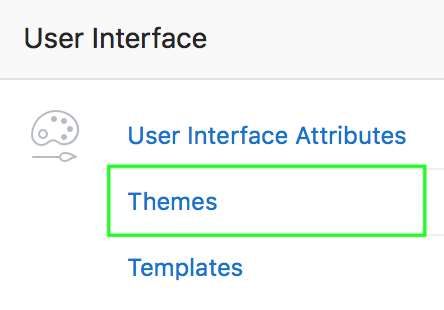 User Interface
User Interface Attributes
Themes
Templates